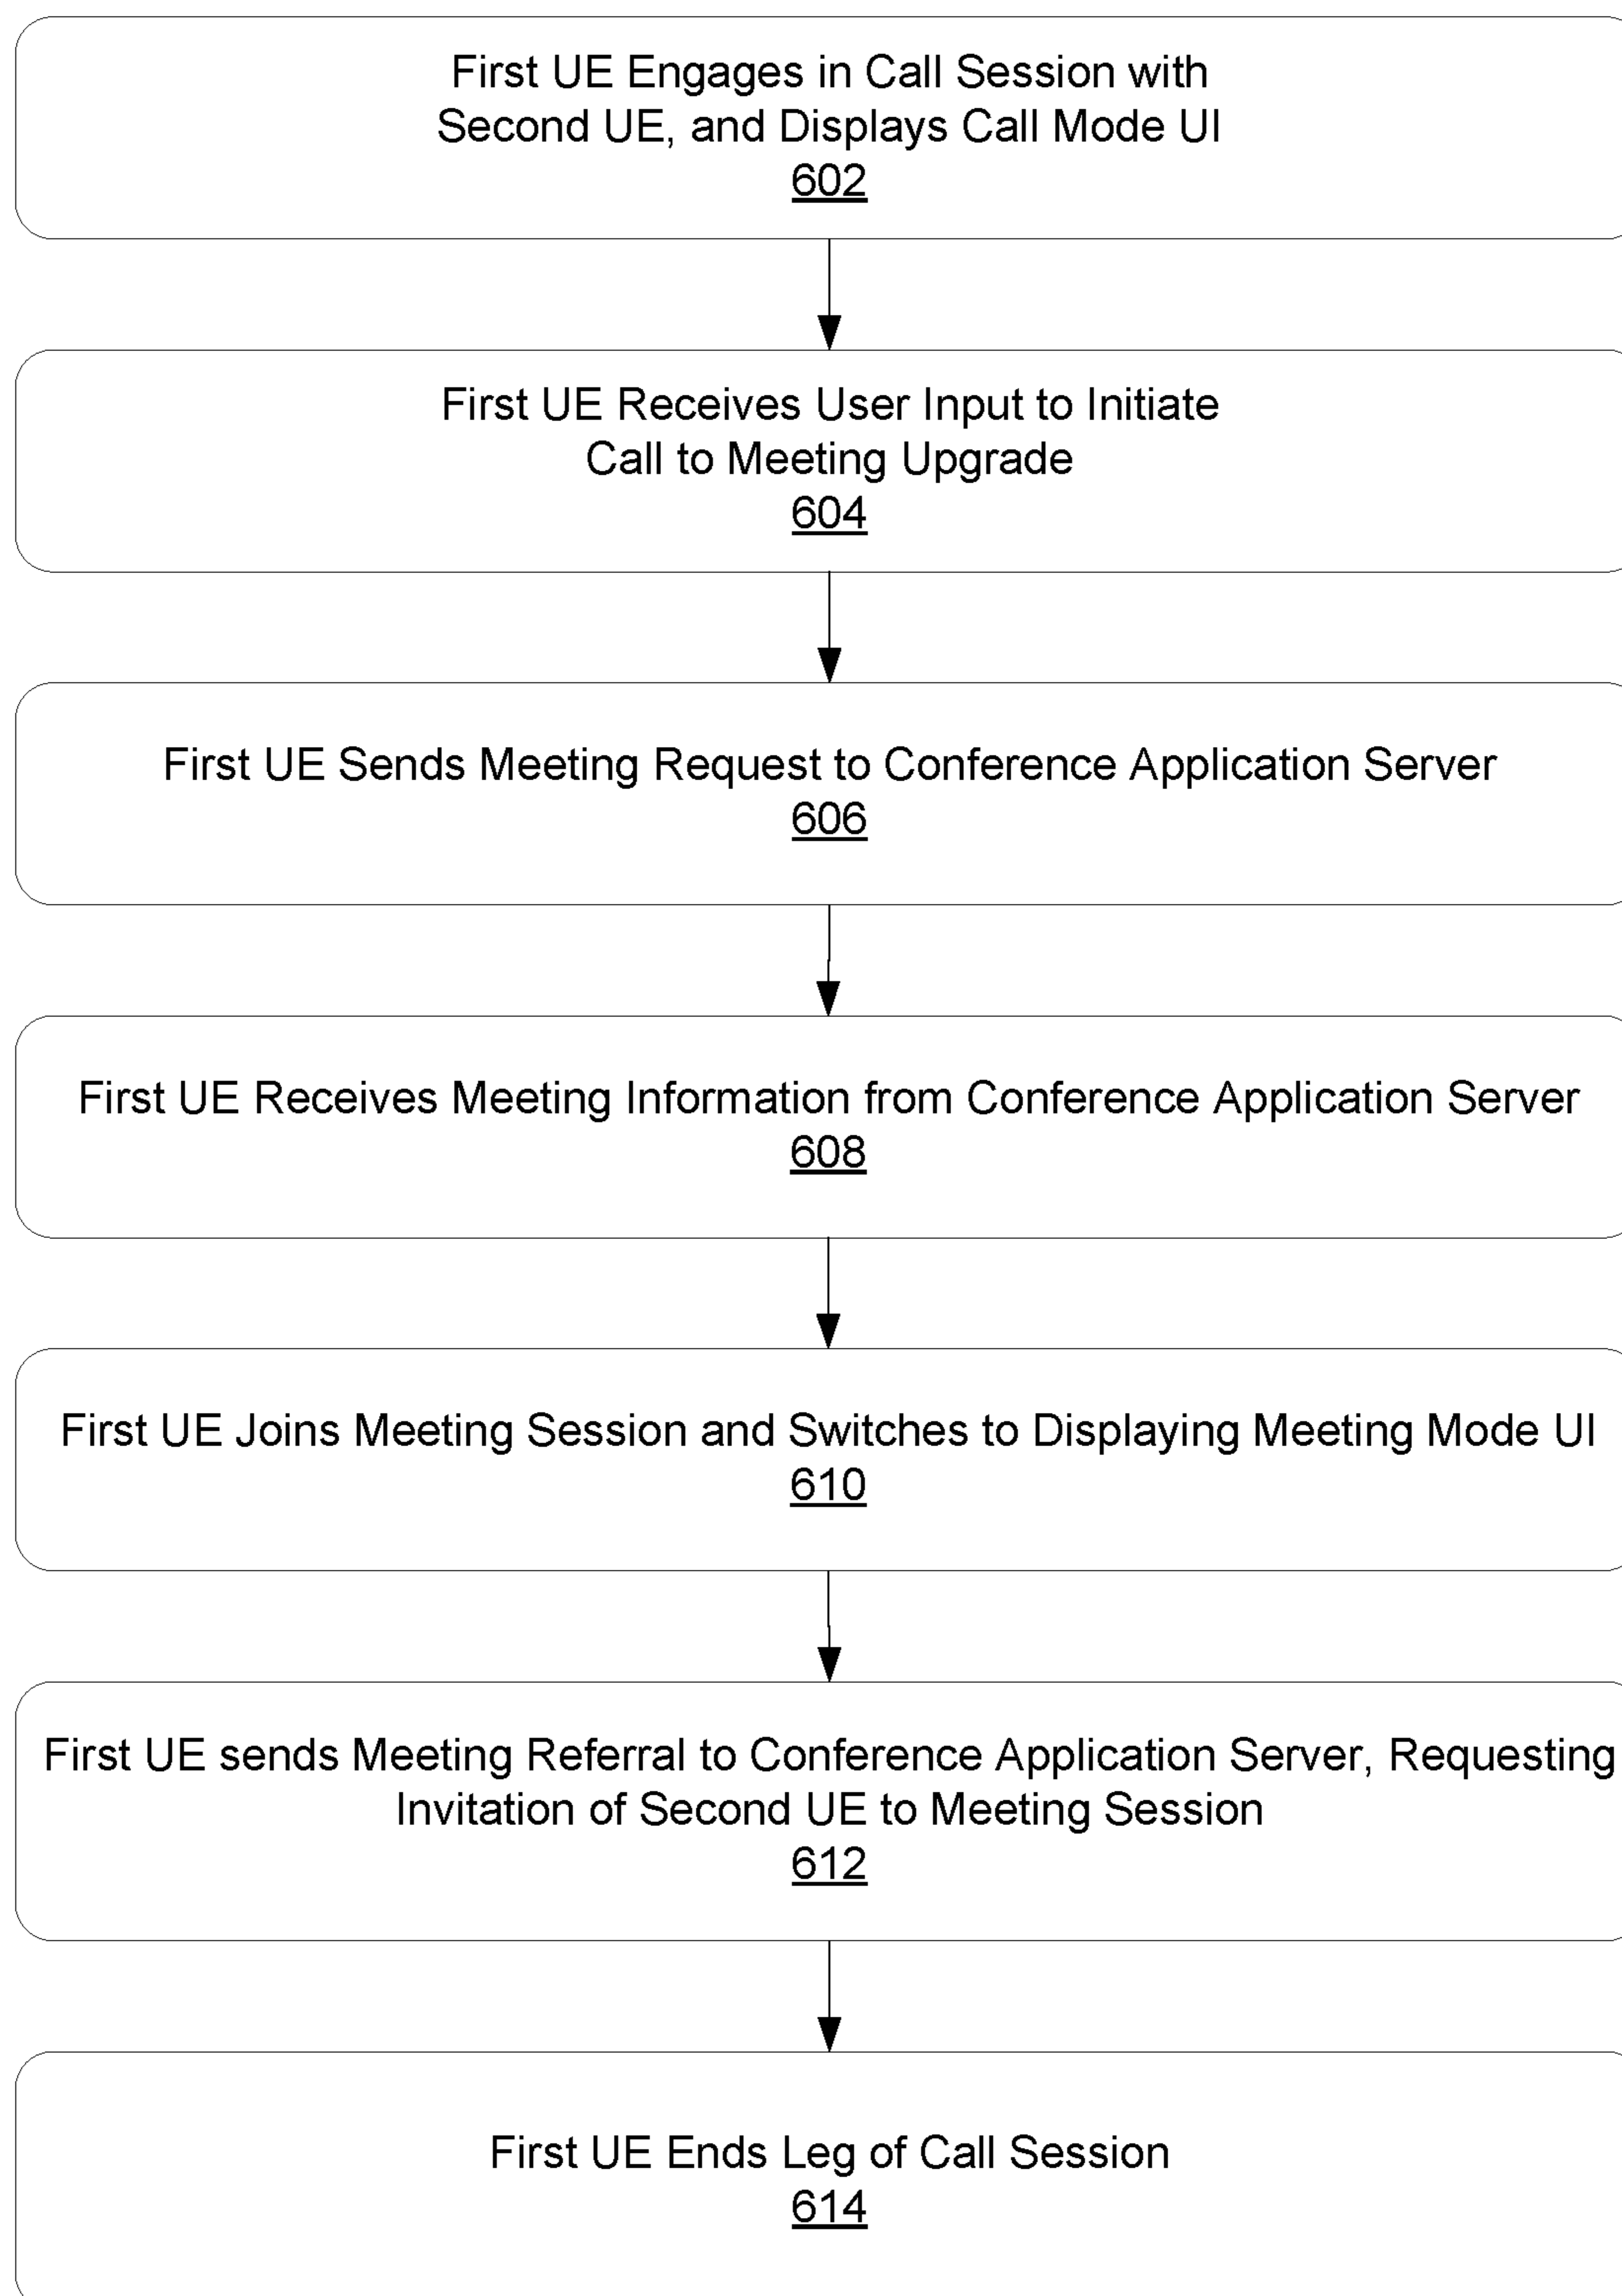 First UE Engages in Call Session with
Second UE, and Displays Call Mode UI
602
First UE Receives User Input to Initiate
Call to Meeting Upgrade
604
First UE Sends Meeting Request to Conference Application Server
606
First UE Receives Meeting Information from Conference Application Server
608
First UE Joins Meeting Session and Switches to Displaying Meeting Mode UI
610
First UE sends Meeting Referral to Conference Application Server, Requesting
Invitation of Second UE to Meeting Session
612
First UE Ends Leg of Call Session
614